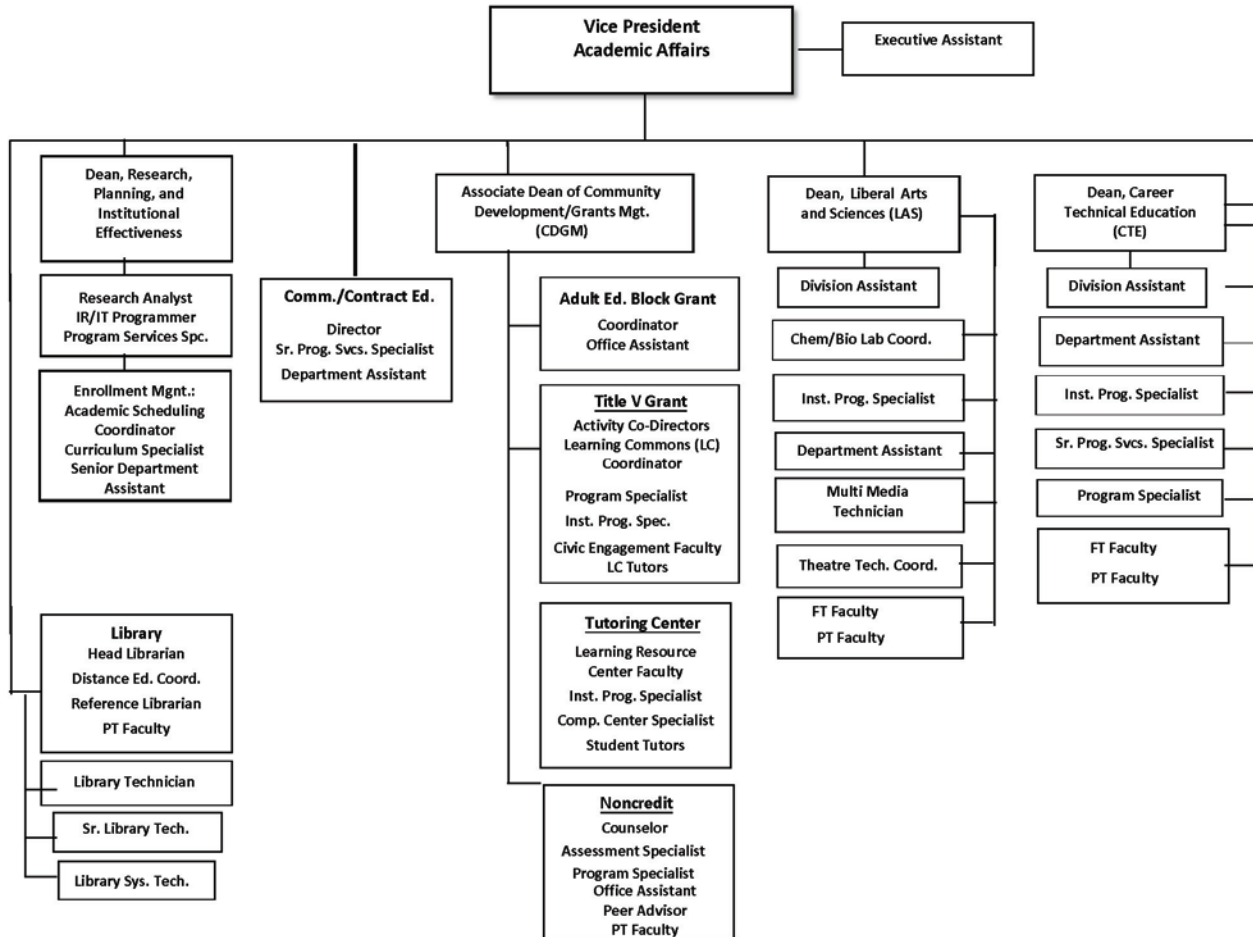 Vice President
Academic Affairs
Executive Assistant
Dean, Research,
Planning, and
Institutional
Effectiveness
Research Analyst
IR/IT Programmer
Program Services Spc.
Enrollment Mgnt.:
Academic Scheduling
Coordinator
Curriculum Specialist
Senior Department
Assistant
Library
Head Librarian
Distance Ed. Coord.
Reference Librarian
PT Faculty
Library Technician
Sr. Library Tech.
Library Sys. Tech.
Comm./Contract Ed.
Director
Sr. Prog. Svcs. Specialist
Department Assistant
Associate Dean of Community
Development/Grants Mgt.
(CDGM)
Adult Ed. Block Grant
Coordinator
Office Assistant
Title V Grant
Activity Co-Directors
Learning Commons (LC)
Coordinator
Program Specialist
Inst. Prog. Spec.
Civic Engagement Faculty
LC Tutors
Tutoring Center
Learning Resource
Center Faculty
Inst. Prog. Specialist
Comp. Center Specialist
Student Tutors
Noncredit
Counselor
Assessment Specialist
Program Specialist
Office Assistant
Peer Advisor
PT Faculty
Dean, Liberal Arts
and Sciences (LAS)
Division Assistant
Chem/Bio Lab Coord.
Inst. Prog. Specialist
Department Assistant
Multi Media
Technician
Theatre Tech. Coord.
FT Faculty
PT Faculty
Dean, Career
Technical Education
(CTE)
Division Assistant
Department Assistant
Inst. Prog. Specialist
Sr. Prog. Svcs. Specialist
Program Specialist
FT Faculty
PT Faculty